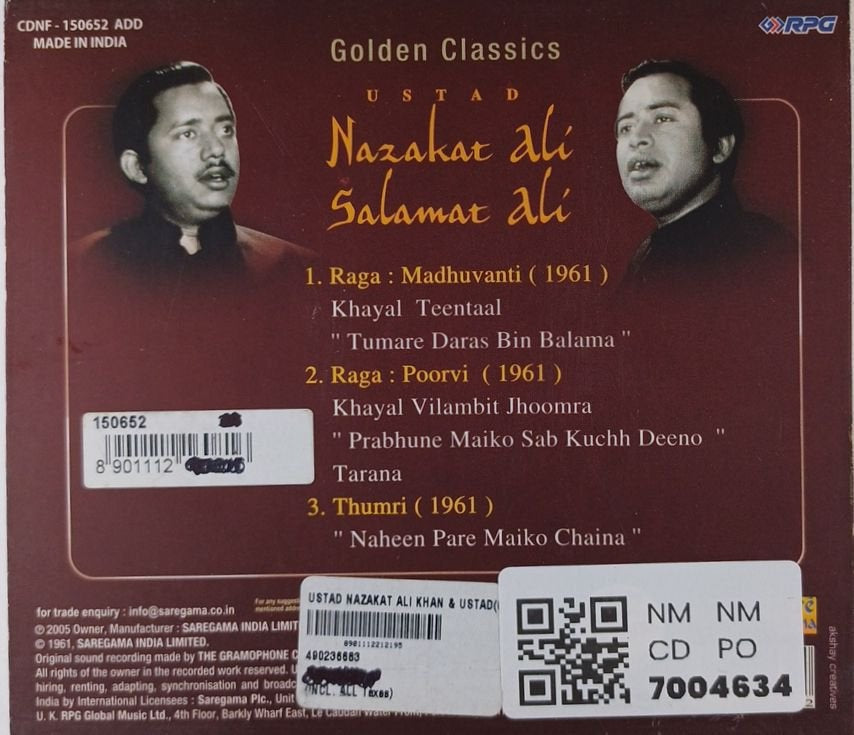 CDNF - 150652 ADD
MADE IN INDIA
RPG
Golden Classics
USTAD
Nazakat Ali
Salamat Ali
1. Raga : Madhuvanti ( 1961 )
Khayal Teentaal
" Tumare Daras Bin Balama "
2. Raga : Poorvi ( 1961 )
Khayal Vilambit Jhoomra
" Prabhune Maiko Sab Kuchh Deeno "
Tarana
3. Thumri ( 1961 )
" Naheen Pare Maiko Chaina "
150652
8 901112
for trade enquiry : info@saregama.co.in
For any
mentioned
℗ 2005 Owner, Manufacturer : SAREGAMA INDIA
© 1961, SAREGAMA INDIA LIMITED.
Original sound recording made by THE GRAMOPHONE
All rights of the owner in the recorded work reserved.
hiring, renting, adapting, synchronisation and
India by International Licensees : Saregama Plc., Unit
U. K. RPG Global Music Ltd., 4th Floor, Barkly Wharf East,
USTAD NAZAKAT ALI KHAN & USTAD(
8901112212195
490236663
(INCL. ALL
NM NM
CD PO
7004634
akshay creatives